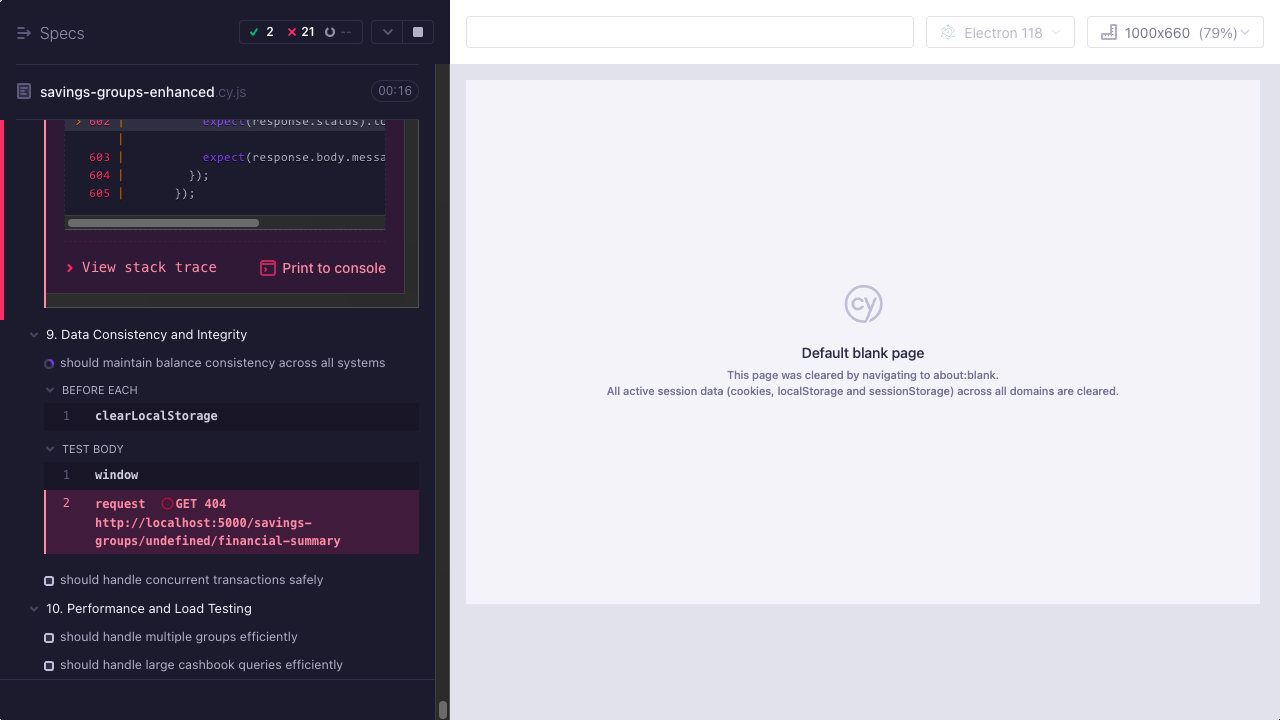 Specs
2 21 --
savings-groups-enhanced.cy.js 00:16
> 602 | expect(response.status).to
|
603 | expect(response.body.messa
604 | });
605 | });
View stack trace Print to console
9. Data Consistency and Integrity
should maintain balance consistency across all systems
BEFORE EACH
1 clearLocalStorage
TEST BODY
1 window
2 request GET 404
http://localhost:5000/savings-
groups/undefined/financial-summary
should handle concurrent transactions safely
10. Performance and Load Testing
should handle multiple groups efficiently
should handle large cashbook queries efficiently
Electron 118
1000x660 (79%)
cy
Default blank page
This page was cleared by navigating to about:blank.
All active session data (cookies, localStorage and sessionStorage) across all domains are cleared.